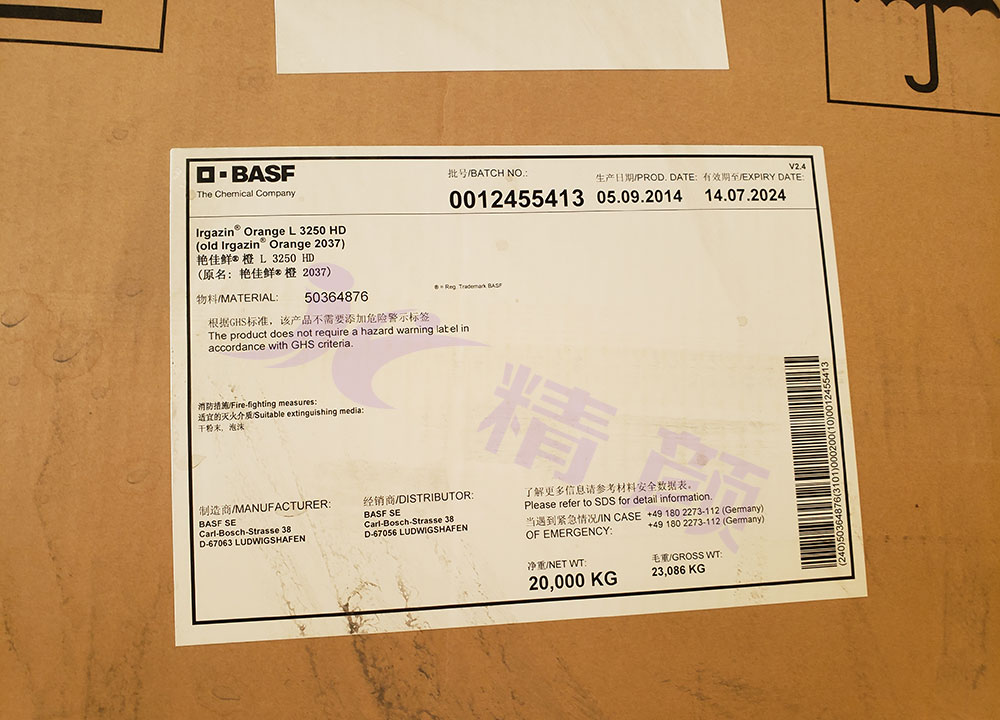 BASF
The Chemical Company
批号/BATCH NO.:
0012455413
生产日期/PROD. DATE:
05.09.2014
V2.4
有效期至/EXPIRY DATE:
14.07.2024
Irgazin® Orange L 3250 HD
(old Irgazin® Orange 2037)
艳佳鲜® 橙 L 3250 HD
(原名: 艳佳鲜® 橙 2037)
® = Reg. Trademark BASF
物料/MATERIAL: 50364876
根据GHS标准，该产品不需要添加危险警示标签
The product does not require a hazard warning label in
accordance with GHS criteria.
精颜
消防措施/Fire-fighting measures:
适宜的灭火介质/Suitable extinguishing media:
干粉末, 泡沫
制造商/MANUFACTURER:
BASF SE
Carl-Bosch-Strasse 38
D-67063 LUDWIGSHAFEN
经销商/DISTRIBUTOR:
BASF SE
Carl-Bosch-Strasse 38
D-67056 LUDWIGSHAFEN
了解更多信息请参考材料安全数据表。
Please refer to SDS for detail information.
当遇到紧急情况/IN CASE
OF EMERGENCY:
+49 180 2273-112 (Germany)
+49 180 2273-112 (Germany)
净重/NET WT:
20,000 KG
毛重/GROSS WT:
23,086 KG
(240)50364876(3101)000200(10)0012455413